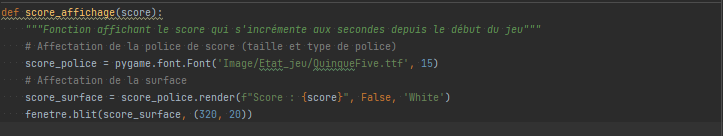 def score_affichage(score):
    """Fonction affichant le score qui s'incrémente aux secondes depuis le début du jeu"""
    # Affectation de la police de score (taille et type de police)
    score_police = pygame.font.Font('Image/Etat_jeu/QuinqueFive.ttf', 15)
    # Affectation de la surface
    score_surface = score_police.render(f"Score : {score}", False, 'White')
    fenetre.blit(score_surface, (320, 20))